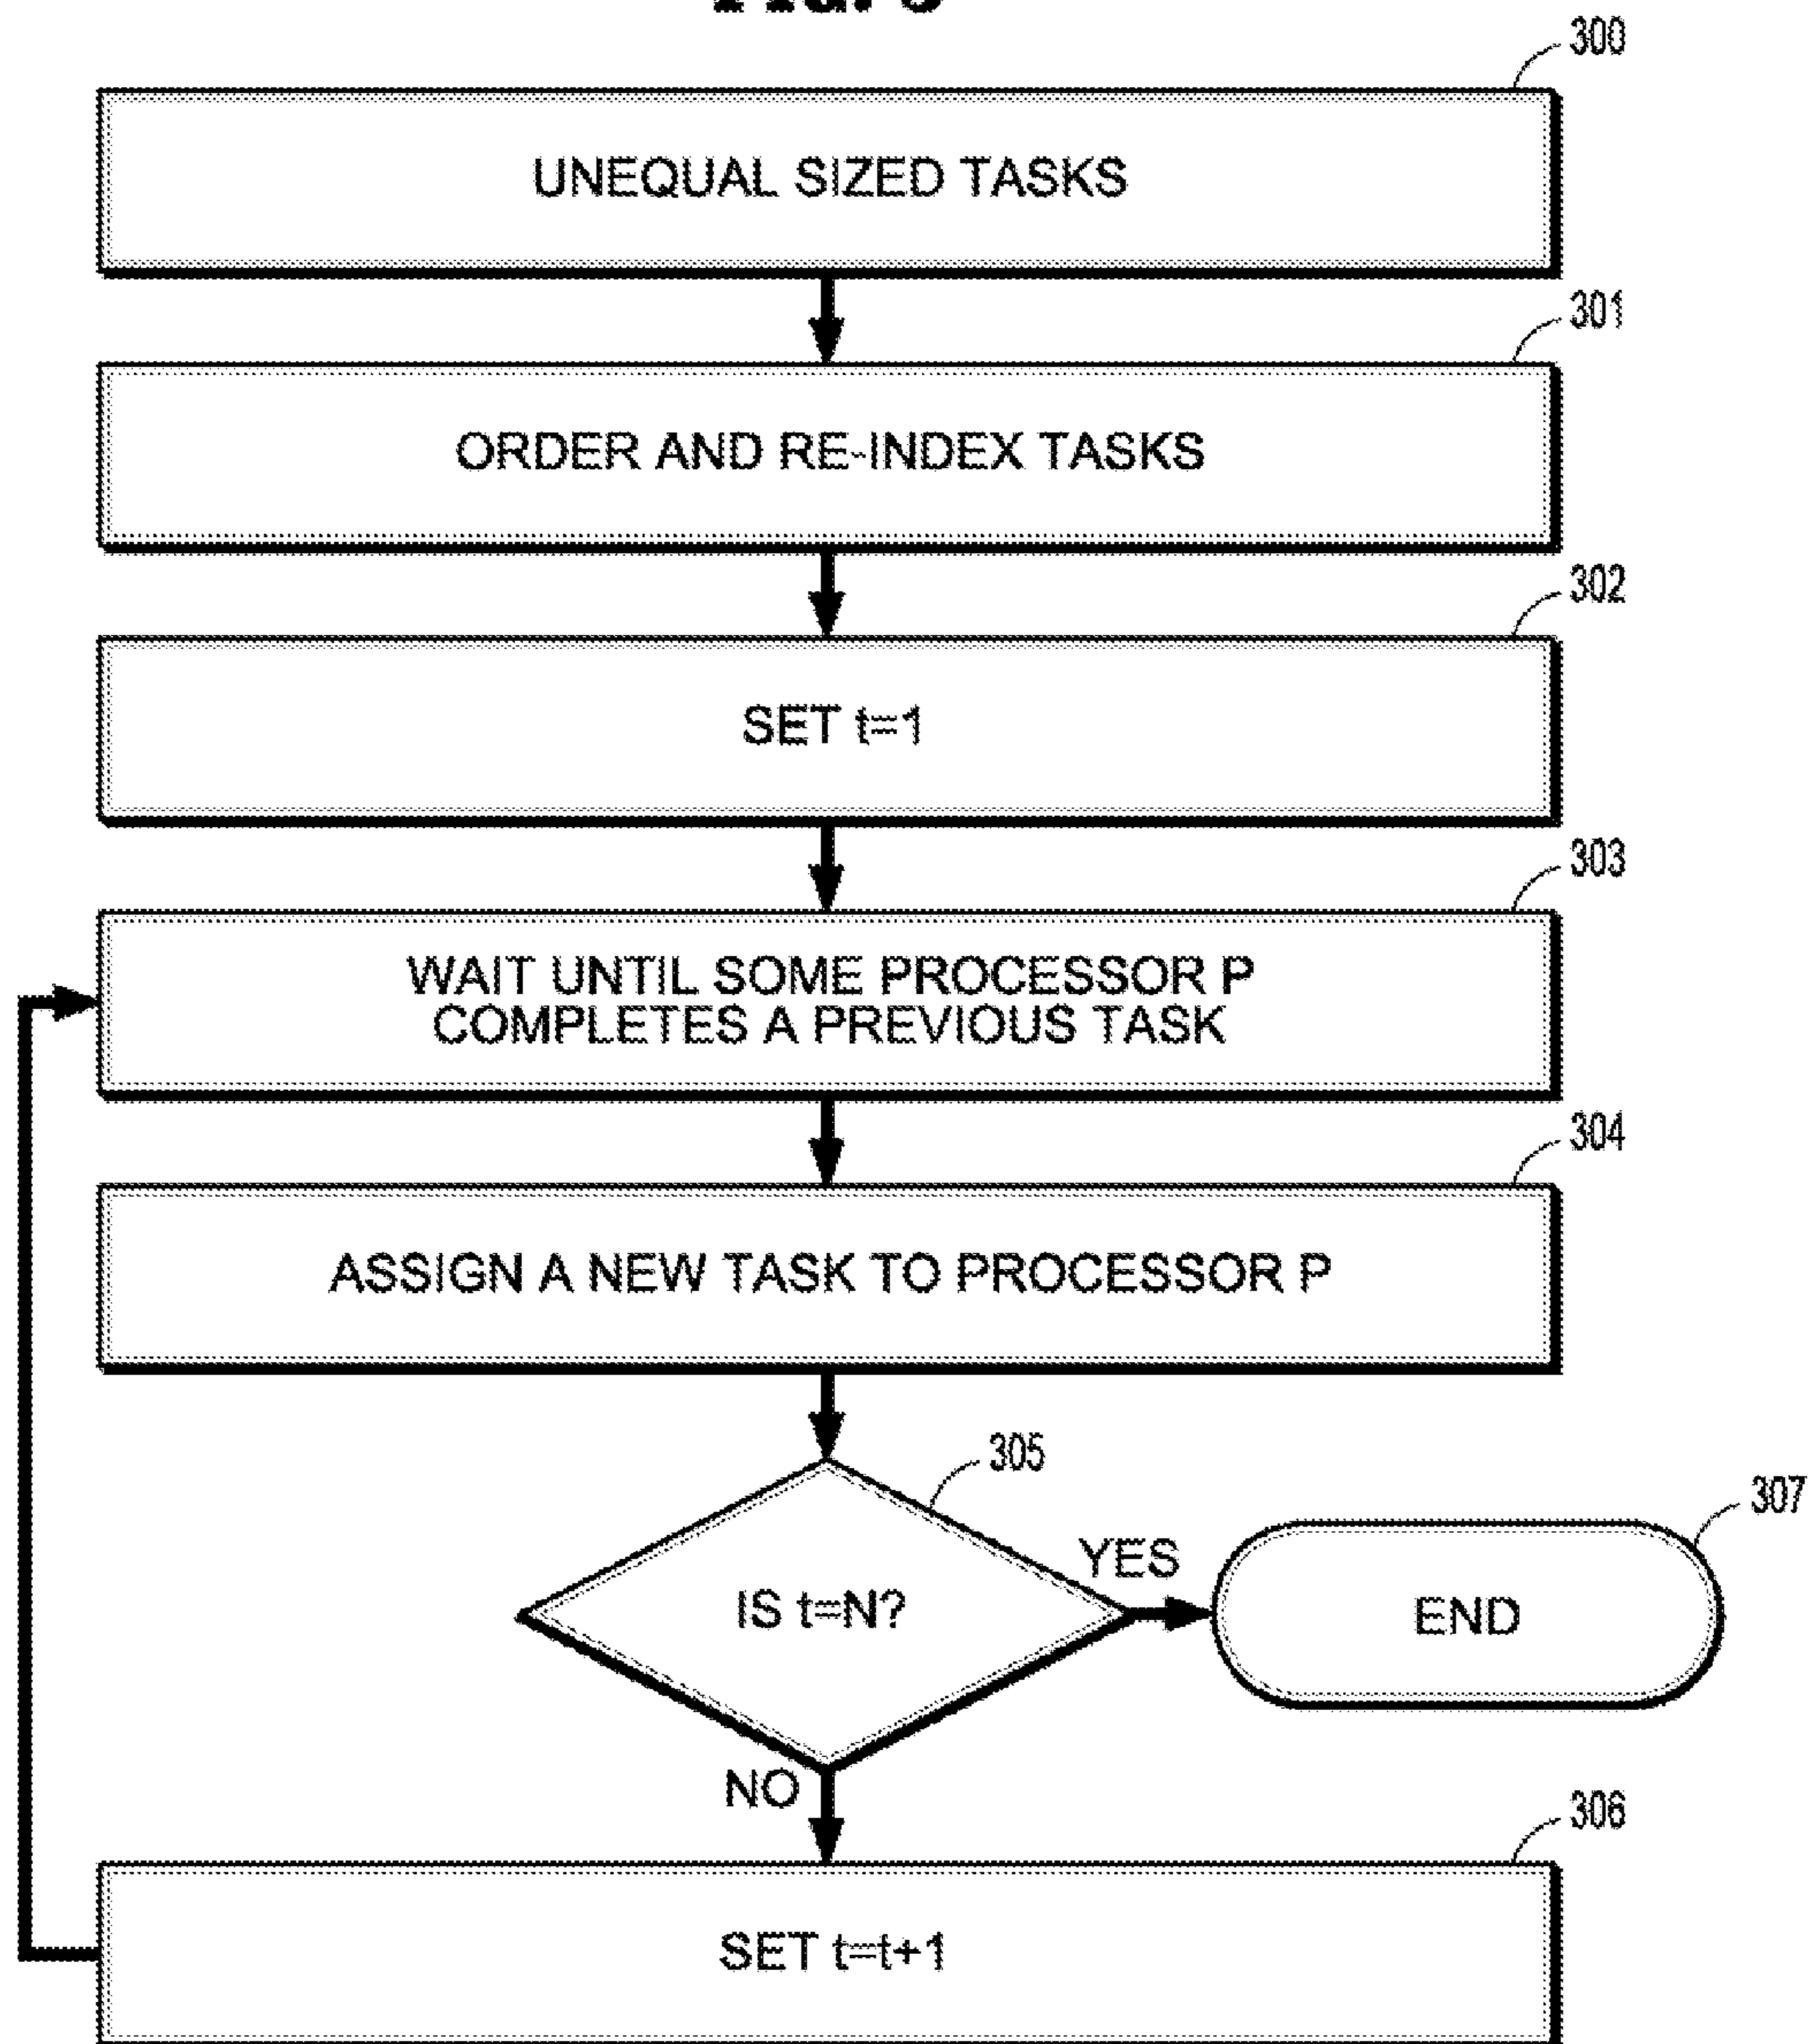 300
UNEQUAL SIZED TASKS
301
ORDER AND RE-INDEX TASKS
302
SET t=1
303
WAIT UNTIL SOME PROCESSOR P
COMPLETES A PREVIOUS TASK
304
ASSIGN A NEW TASK TO PROCESSOR P
305
307
YES
IS t=N?
END
NO
306
SET t=t+1